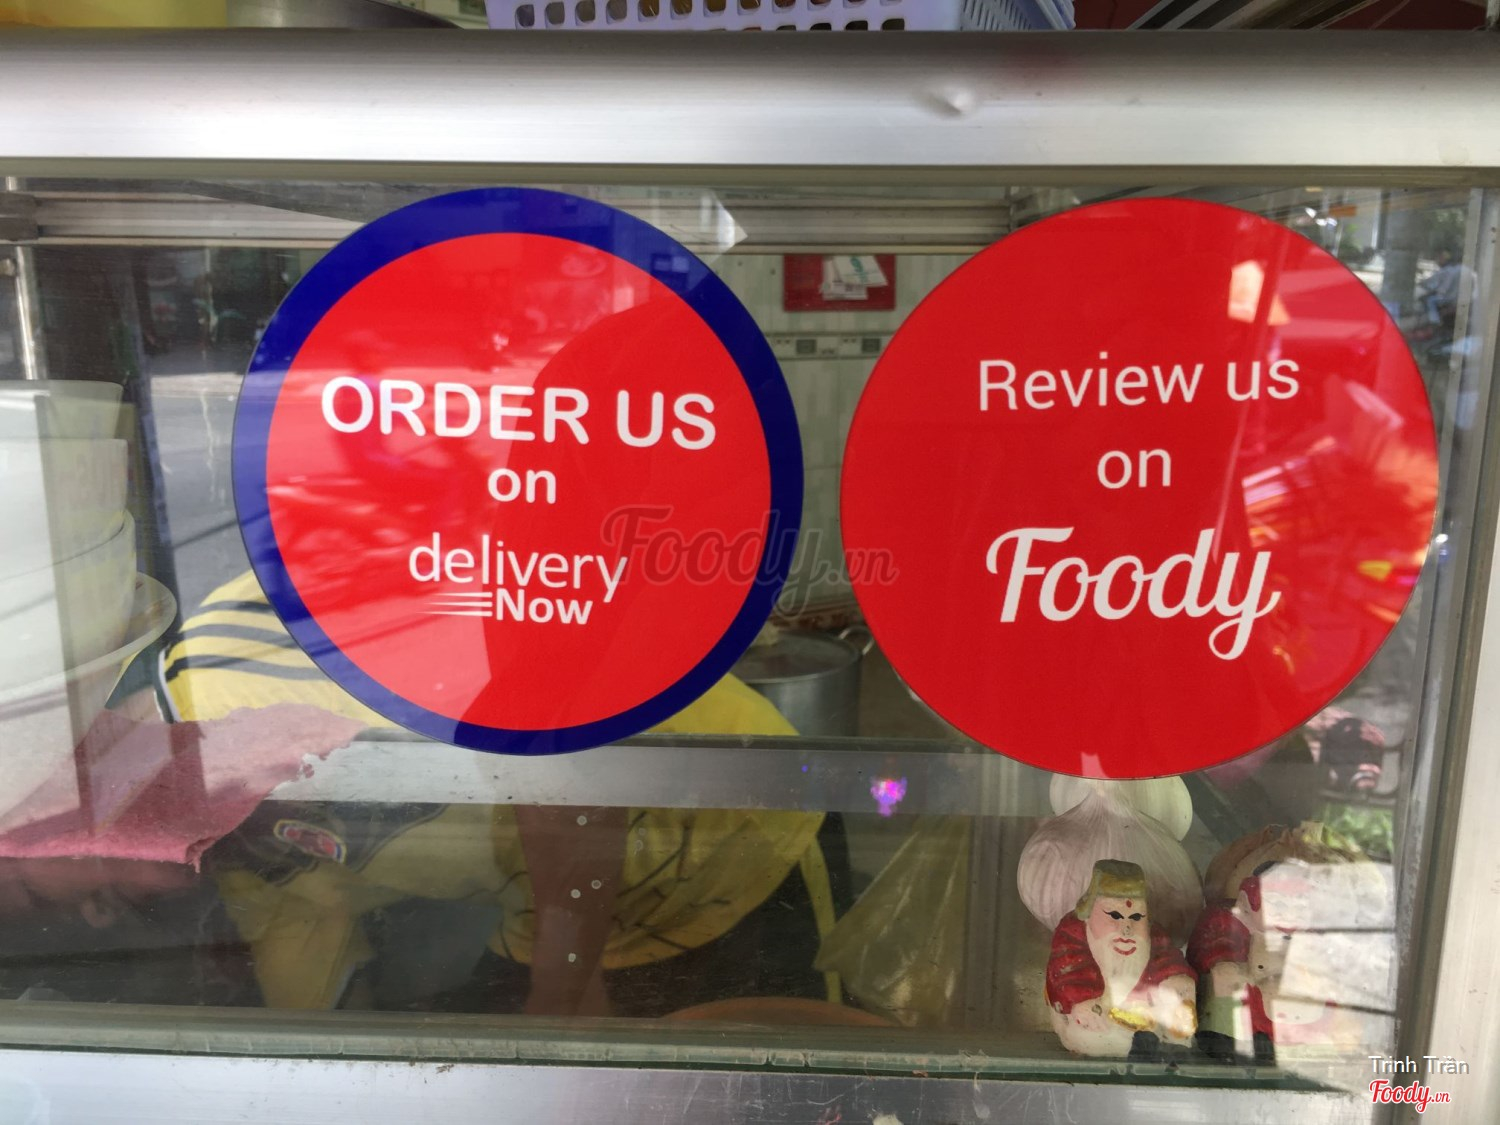 ORDER US
on
delivery
Now
Review us
on
Foody
Foody.vn
Trinh Trần
Foody.vn